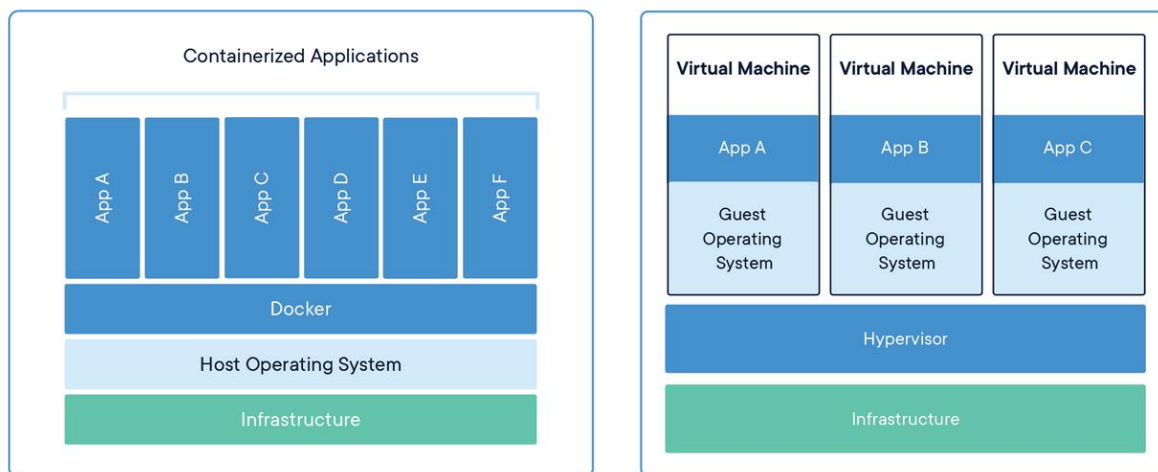 Containerized Applications
App A
App B
App C
App D
App E
App F
Docker
Host Operating System
Infrastructure
Virtual Machine
App A
Guest
Operating
System
Virtual Machine
App B
Guest
Operating
System
Virtual Machine
App C
Guest
Operating
System
Hypervisor
Infrastructure